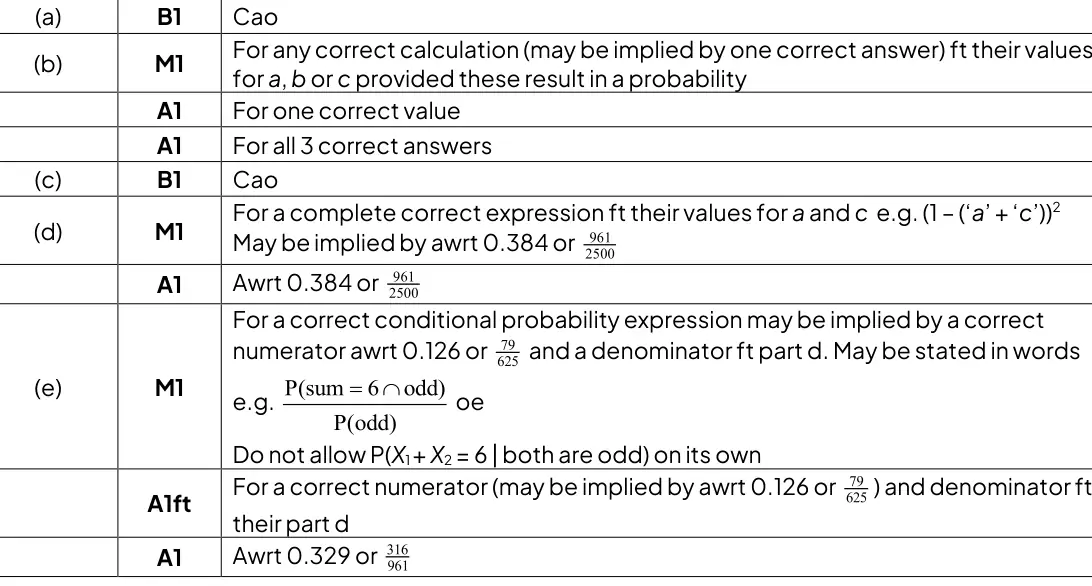 (a) B1 Cao
(b) M1 For any correct calculation (may be implied by one correct answer) ft their values
for a, b or c provided these result in a probability
A1 For one correct value
A1 For all 3 correct answers
(c) B1 Cao
(d) M1 For a complete correct expression ft their values for a and c e.g. (1 – (‘a’ + ‘c’))²
May be implied by awrt 0.384 or 961/2500
A1 Awrt 0.384 or 961/2500
(e) M1 For a correct conditional probability expression may be implied by a correct
numerator awrt 0.126 or 79/625 and a denominator ft part d. May be stated in words
e.g. P(sum = 6 ∩ odd)/P(odd) oe
Do not allow P(X₁ + X₂ = 6 | both are odd) on its own
A1ft For a correct numerator (may be implied by awrt 0.126 or 79/625 ) and denominator ft
their part d
A1 Awrt 0.329 or 316/961